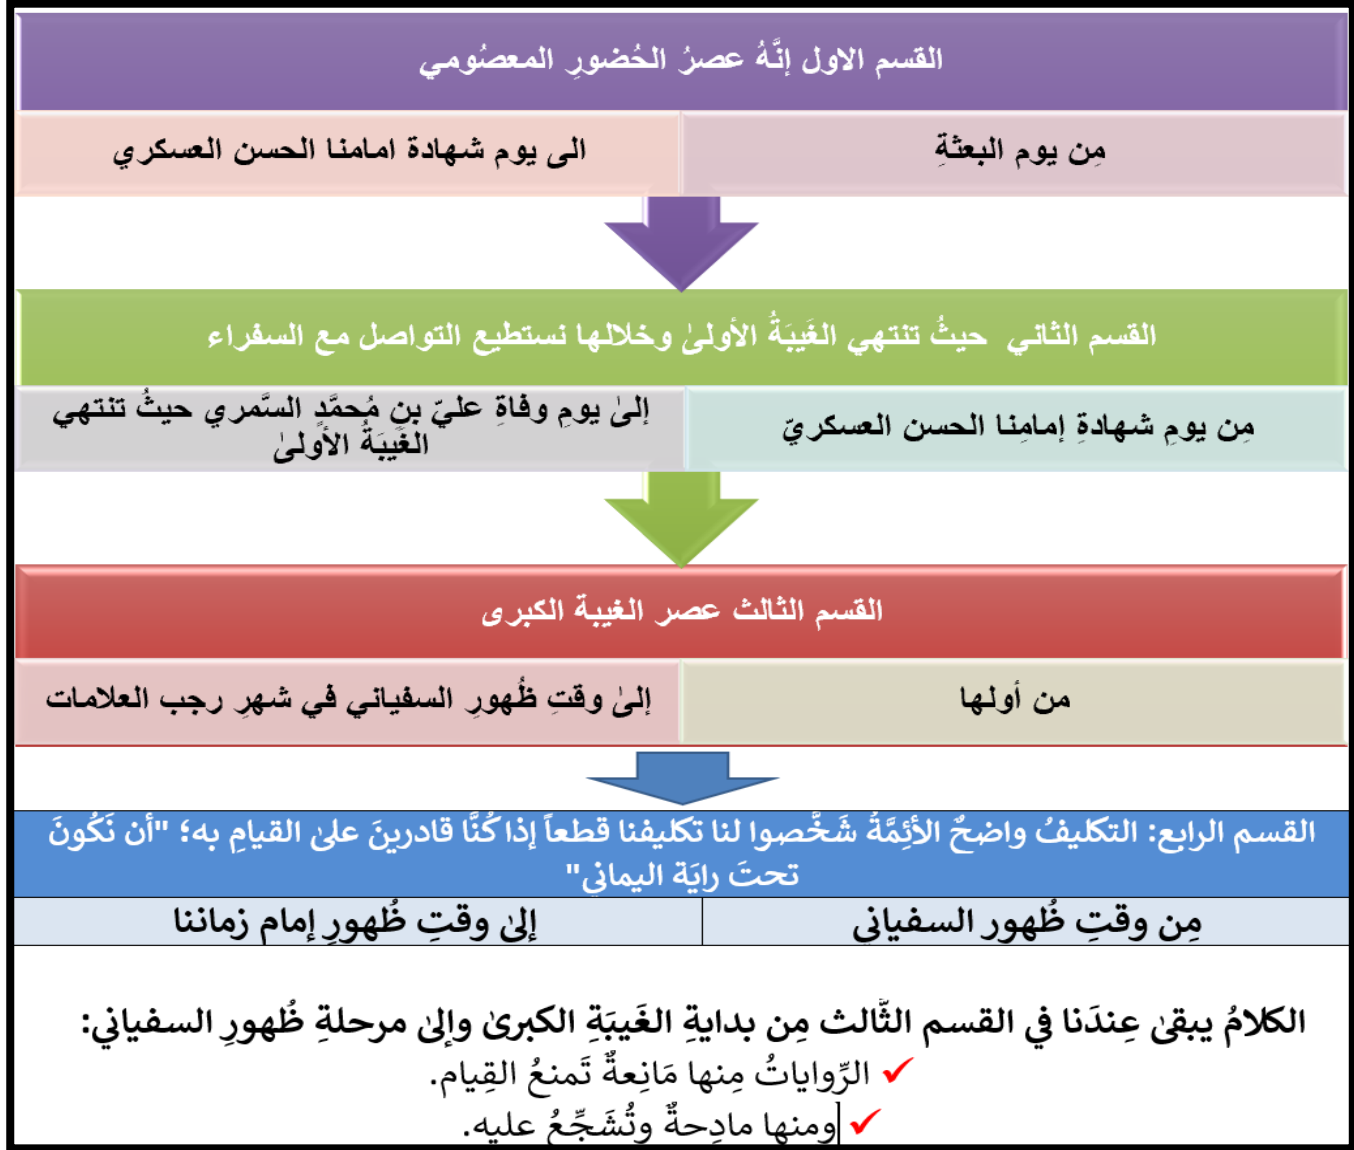 القسم الاول إنَّهُ عصرُ الحُضورِ المعصُومي
مِن يوم البعثةِ
الى يوم شهادة امامنا الحسن العسكري
القسم الثاني حيثُ تنتهي الغَيبَةُ الأولىٰ وخلالها نستطيع التواصل مع السفراء
مِن يومِ شهادةِ إمامِنا الحسن العسكريّ
إلىٰ يومِ وفاةِ عليّ بنِ مُحمَّدٍ السَّمري حيثُ تنتهي
الغَيبَةُ الأولىٰ
القسم الثالث عصر الغيبة الكبرى
من أولها
إلىٰ وقتِ ظُهورِ السفياني في شهرِ رجب العلامات
القسم الرابع: التكليفُ واضحٌ الأئِمَّةُ شَخَّصوا لنا تكليفنا قطعاً إذا كُنَّا قادرينَ علىٰ القيامِ به؛ "أن نَكُونَ
تحتَ رايَة اليماني"
مِن وقتِ ظُهور السفياني
إلىٰ وقتِ ظُهورِ إمام زماننا
الكلامُ يبقىٰ عِندَنا في القسم الثَّالث مِن بدايةِ الغَيبَةِ الكبرىٰ وإلىٰ مرحلةِ ظُهورِ السفياني:
✓ الرِّواياتُ مِنها مَانِعةٌ تَمنعُ القِيام.
✓ ومنها مادِحةٌ وتُشَجِّعُ عليه.